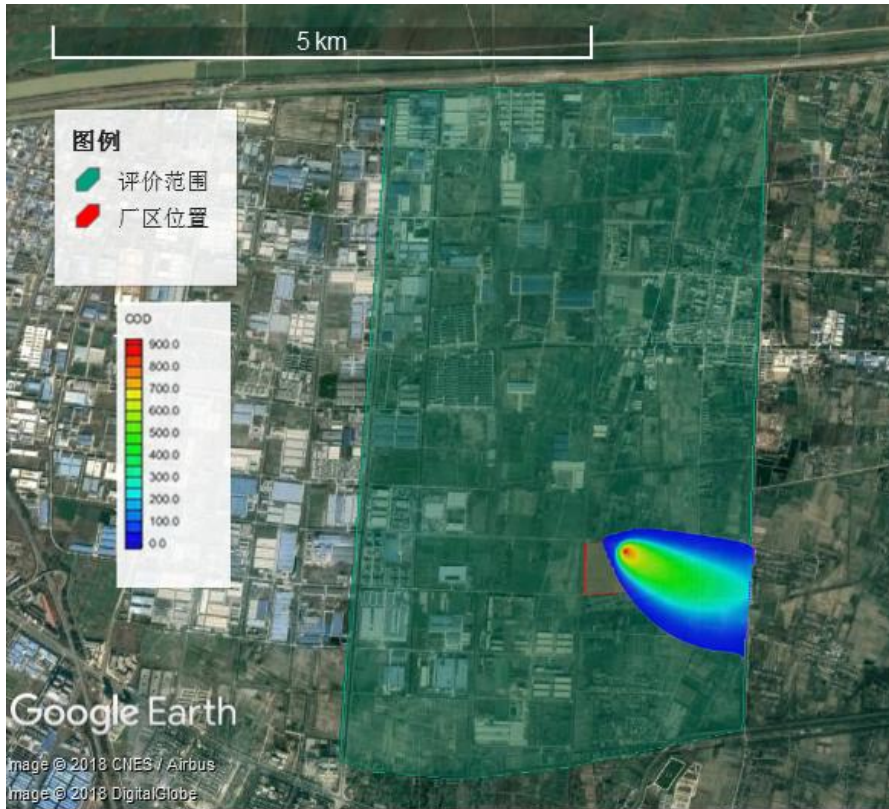 5 km
图例
评价范围
厂区位置
COD
900.0
800.0
700.0
600.0
500.0
400.0
300.0
200.0
100.0
0.0
Google Earth
mage © 2018 CNES / Airbus
mage © 2018 DigitalGlobe